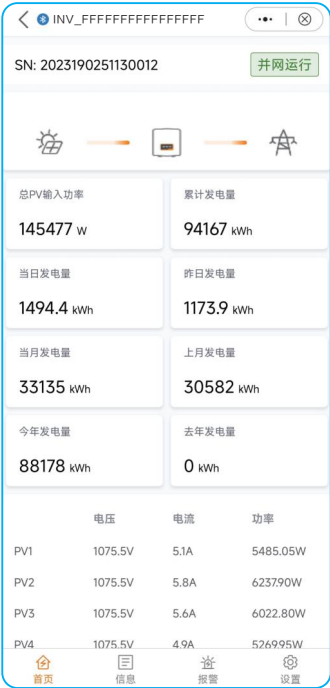 INV_FFFFFFFFFFFFFFFF
SN: 2023190251130012
并网运行
总PV输入功率
累计发电量
145477 W
94167 kWh
当日发电量
昨日发电量
1494.4 kWh
1173.9 kWh
当月发电量
上月发电量
33135 kWh
30582 kWh
今年发电量
去年发电量
88178 kWh
0 kWh
电压 电流 功率
PV1 1075.5V 5.1A 5485.05W
PV2 1075.5V 5.8A 6237.90W
PV3 1075.5V 5.6A 6022.80W
PV4 1075.5V 4.9A 5269.95W
首页 信息 报警 设置